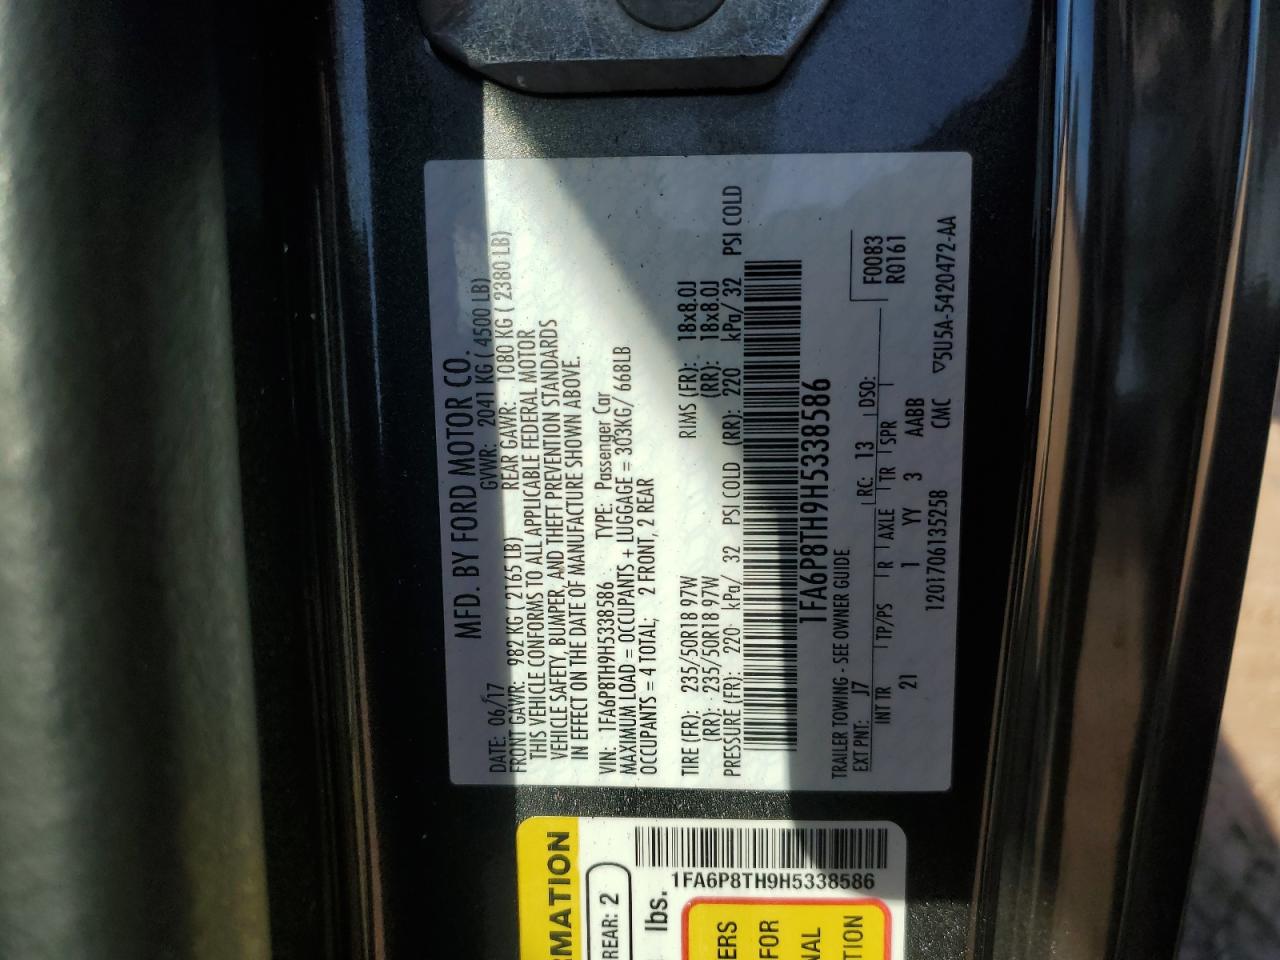 MFD. BY FORD MOTOR CO.
DATE: 06/17 GVWR: 2041 KG ( 4500 LB)
FRONT GAWR: 982 KG ( 2165 LB) REAR GAWR: 1080 KG ( 2380 LB)
THIS VEHICLE CONFORMS TO ALL APPLICABLE FEDERAL MOTOR
VEHICLE SAFETY, BUMPER, AND THEFT PREVENTION STANDARDS
IN EFFECT ON THE DATE OF MANUFACTURE SHOWN ABOVE.
VIN: 1FA6P8TH9H5338586 TYPE: Passenger Car
MAXIMUM LOAD = OCCUPANTS + LUGGAGE = 303KG/ 668LB
OCCUPANTS = 4 TOTAL; 2 FRONT, 2 REAR
TIRE (FR): 235/50R18 97W RIMS (FR): 18x8.0J
(RR): 235/50R18 97W (RR): 18x8.0J
PRESSURE (FR): 220 kPa/ 32 PSI COLD (RR): 220 kPa/ 32 PSI COLD
1FA6P8TH9H5338586
TRAILER TOWING - SEE OWNER GUIDE
EXT PNT: J7 RC: 13 DSO: F0083
INT TR TP/PS R AXLE TR SPR R0161
21 1 YY 3 AABB
1201706135258 CMC ▽5U5A-5420472-AA
RMATION
REAR: 2
lbs.
1FA6P8TH9H5338586
ERS
FOR
NAL
TION